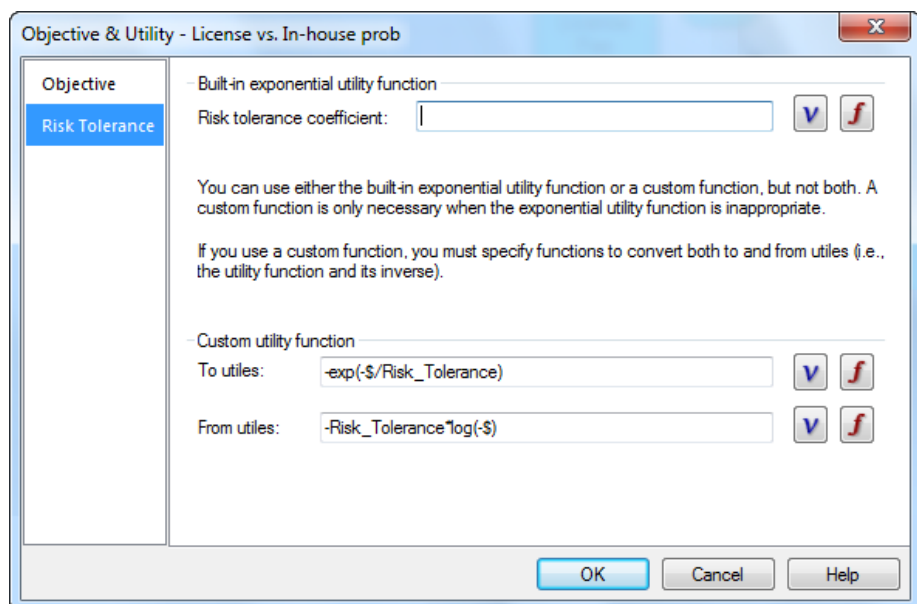 Objective & Utility - License vs. In-house prob
X
Objective
Risk Tolerance
Built-in exponential utility function
Risk tolerance coefficient:
v
f
You can use either the built-in exponential utility function or a custom function, but not both. A
custom function is only necessary when the exponential utility function is inappropriate.
If you use a custom function, you must specify functions to convert both to and from utiles (i.e.,
the utility function and its inverse).
Custom utility function
To utiles:
-exp(-$/Risk_Tolerance)
v
f
From utiles:
-Risk_Tolerance*log(-$)
v
f
OK
Cancel
Help